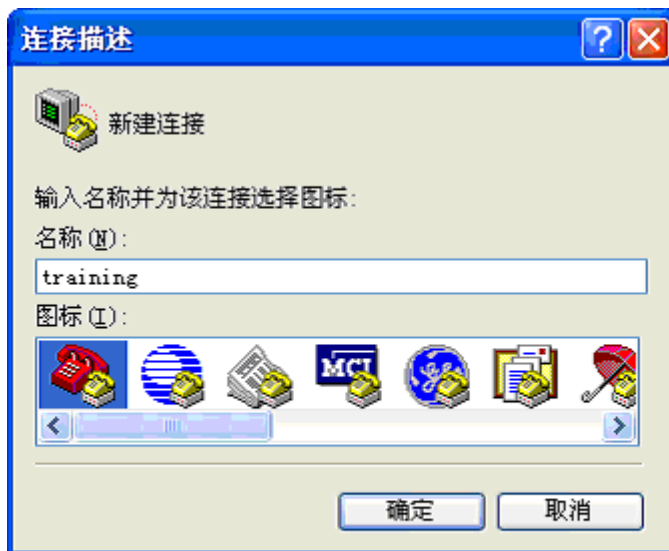 连接描述
新建连接
输入名称并为该连接选择图标:
名称(N):
training
图标(I):
MCI
确定 取消